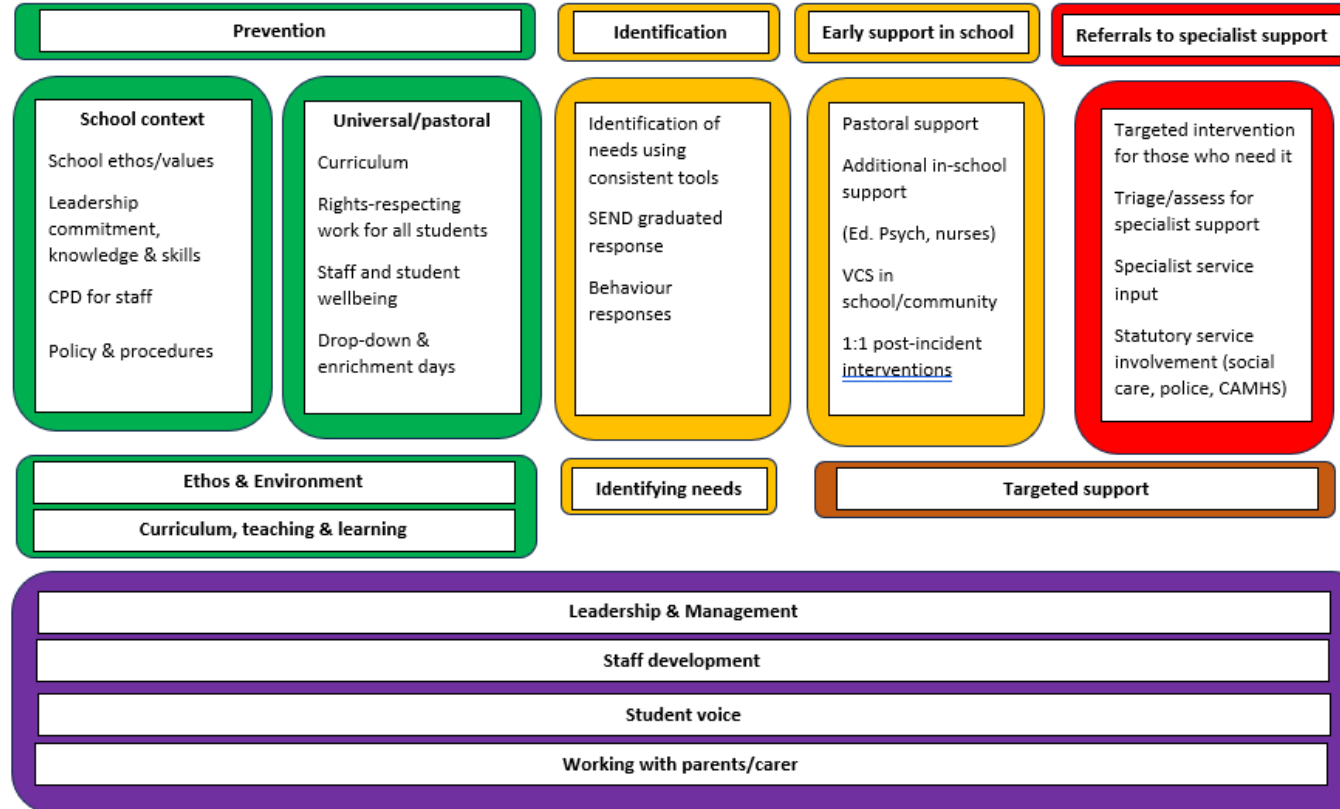 Prevention
Identification
Early support in school
Referrals to specialist support
School context
School ethos/values
Leadership
commitment,
knowledge & skills
CPD for staff
Policy & procedures
Universal/pastoral
Curriculum
Rights-respecting
work for all students
Staff and student
wellbeing
Drop-down &
enrichment days
Identification of
needs using
consistent tools
SEND graduated
response
Behaviour
responses
Pastoral support
Additional in-school
support
(Ed. Psych, nurses)
VCS in
school/community
1:1 post-incident
interventions
Targeted intervention
for those who need it
Triage/assess for
specialist support
Specialist service
input
Statutory service
involvement (social
care, police, CAMHS)
Ethos & Environment
Curriculum, teaching & learning
Identifying needs
Targeted support
Leadership & Management
Staff development
Student voice
Working with parents/carer